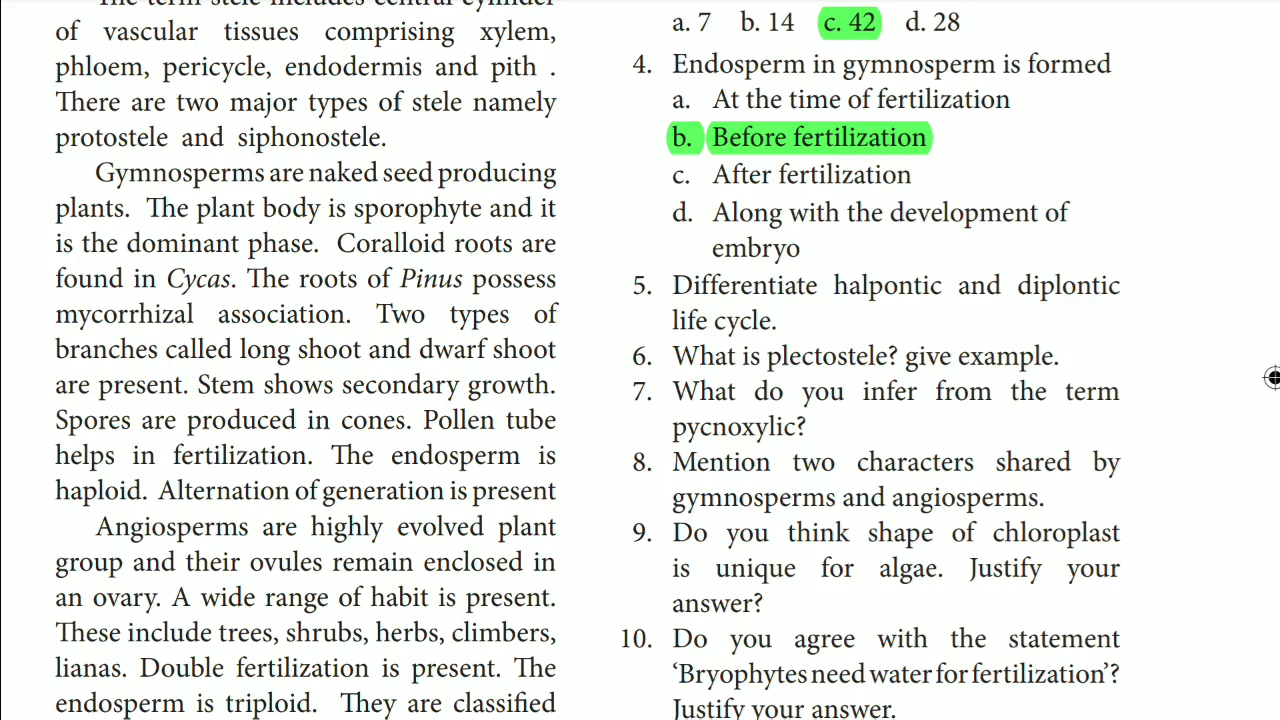 The term stele includes central cylinder
of vascular tissues comprising xylem,
phloem, pericycle, endodermis and pith .
There are two major types of stele namely
protostele and siphonostele.
Gymnosperms are naked seed producing
plants. The plant body is sporophyte and it
is the dominant phase. Coralloid roots are
found in Cycas. The roots of Pinus possess
mycorrhizal association. Two types of
branches called long shoot and dwarf shoot
are present. Stem shows secondary growth.
Spores are produced in cones. Pollen tube
helps in fertilization. The endosperm is
haploid. Alternation of generation is present
Angiosperms are highly evolved plant
group and their ovules remain enclosed in
an ovary. A wide range of habit is present.
These include trees, shrubs, herbs, climbers,
lianas. Double fertilization is present. The
endosperm is triploid. They are classified
a. 7 b. 14 c. 42 d. 28
4. Endosperm in gymnosperm is formed
a. At the time of fertilization
b. Before fertilization
c. After fertilization
d. Along with the development of
embryo
5. Differentiate halpontic and diplontic
life cycle.
6. What is plectostele? give example.
7. What do you infer from the term
pycnoxylic?
8. Mention two characters shared by
gymnosperms and angiosperms.
9. Do you think shape of chloroplast
is unique for algae. Justify your
answer?
10. Do you agree with the statement
‘Bryophytes need water for fertilization’?
Justify your answer.